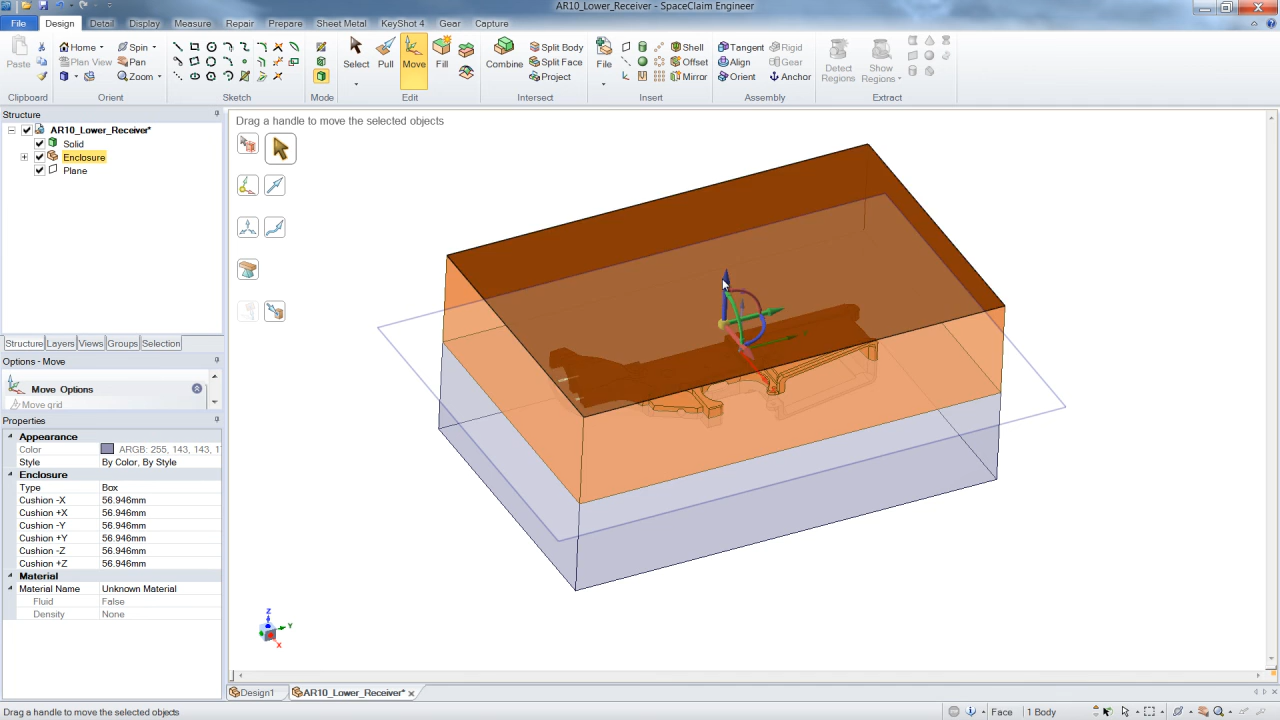 AR10_Lower_Receiver - SpaceClaim Engineer
File Design Detail Display Measure Repair Prepare Sheet Metal KeyShot 4 Gear Capture
Paste
Clipboard
Home Spin
Plan View Pan
Zoom
Orient
Sketch
Mode
Select Pull Move Fill
Edit
Combine
Split Body
Split Face
Project
Intersect
File
Shell
Offset
Mirror
Insert
Tangent Rigid
Align Gear
Orient Anchor
Assembly
Detect Regions
Show Regions
Extract
Structure
AR10_Lower_Receiver*
Solid
Enclosure
Plane
Structure Layers Views Groups Selection
Options - Move
Move Options
Move grid
Properties
Appearance
Color ARGB: 255, 143, 143, 1
Style By Color, By Style
Enclosure
Type Box
Cushion -X 56.946mm
Cushion +X 56.946mm
Cushion -Y 56.946mm
Cushion +Y 56.946mm
Cushion -Z 56.946mm
Cushion +Z 56.946mm
Material
Material Name Unknown Material
Fluid False
Density None
Drag a handle to move the selected objects
Z
Y
X
Design1 AR10_Lower_Receiver*
Drag a handle to move the selected objects
Face 1 Body